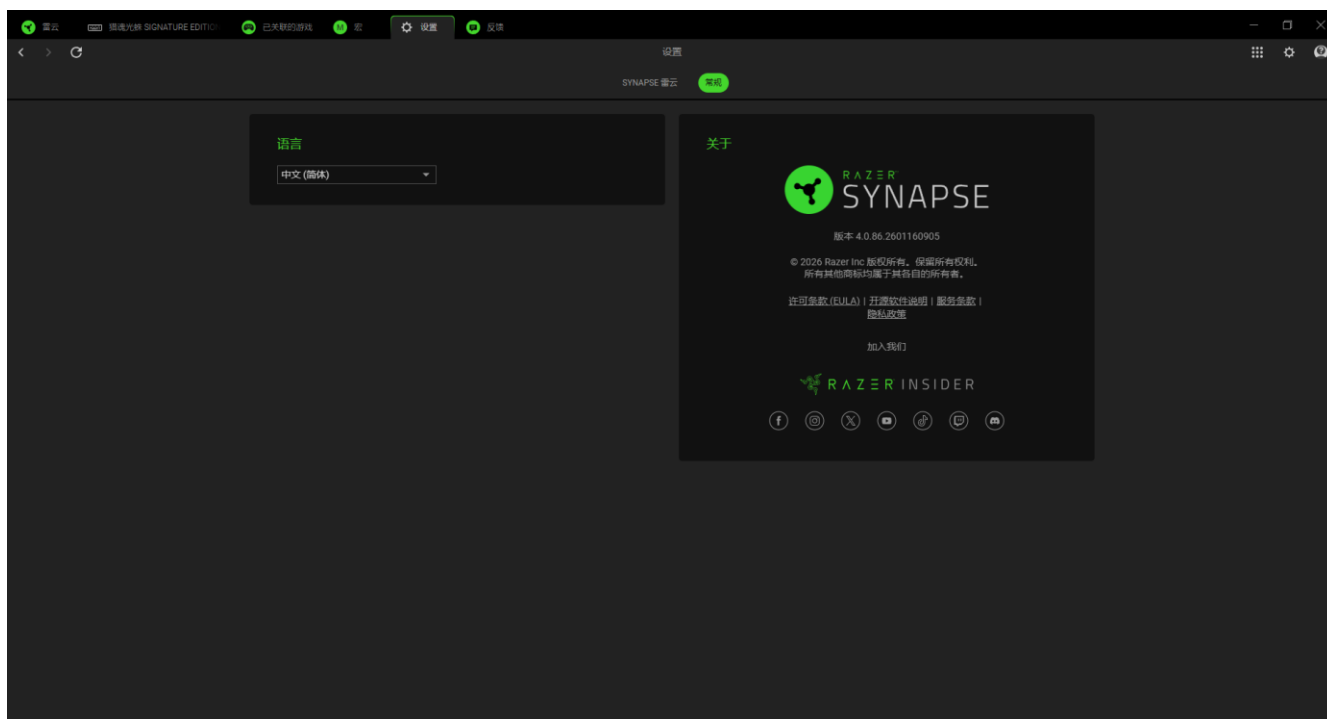 雷云 猎魂光蛛 SIGNATURE EDITION 已关联的游戏 宏 设置 反馈
设置
SYNAPSE 雷云 常规
语言
中文 (简体)
关于
RAZER
SYNAPSE
版本 4.0.86.2601160905
© 2026 Razer Inc 版权所有。保留所有权利。
所有其他商标均属于其各自的所有者。
许可条款 (EULA) | 开源软件说明 | 服务条款 |
隐私政策
加入我们
RAZER INSIDER